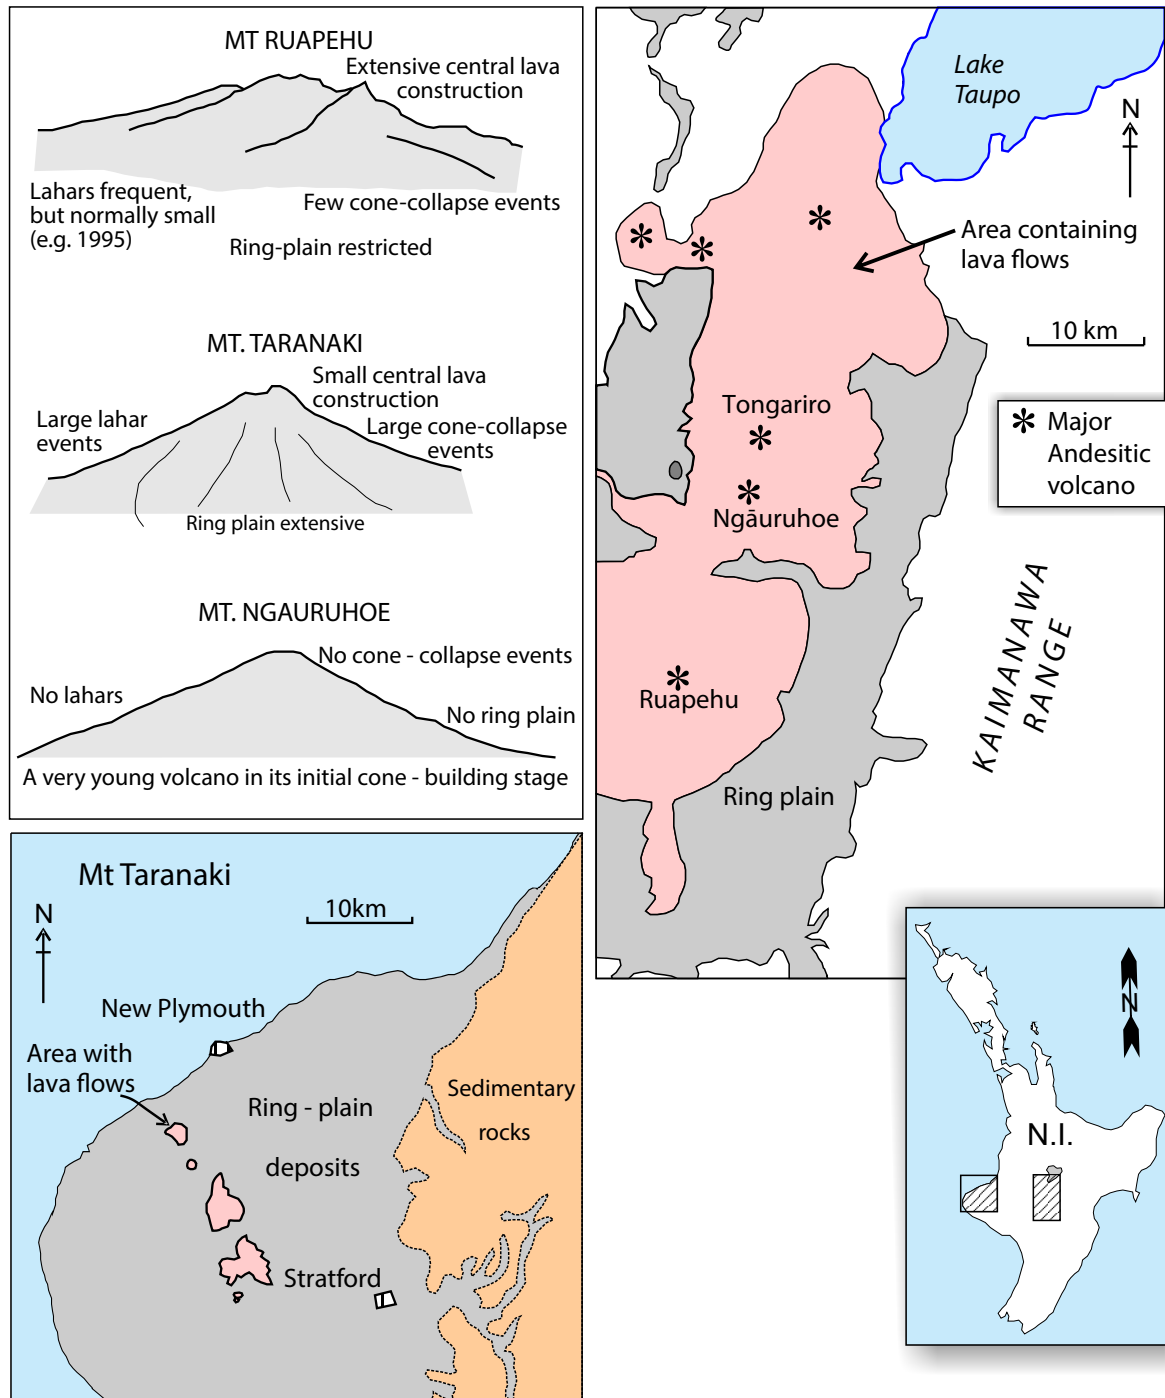 MT RUAPEHU
Extensive central lava
construction
Lahars frequent,
but normally small
(e.g. 1995)
Few cone-collapse events
Ring-plain restricted
MT. TARANAKI
Small central lava
construction
Large lahar
events
Large cone-collapse
events
Ring plain extensive
MT. NGAURUHOE
No cone - collapse events
No lahars
No ring plain
A very young volcano in its initial cone - building stage
Lake
Taupo
N
Area containing
lava flows
10 km
Tongariro
Ngāuruhoe
Ruapehu
Ring plain
Major
Andesitic
volcano
KAIMANAWA
RANGE
Mt Taranaki
N
10km
New Plymouth
Area with
lava flows
Ring - plain
deposits
Sedimentary
rocks
Stratford
N
N.I.